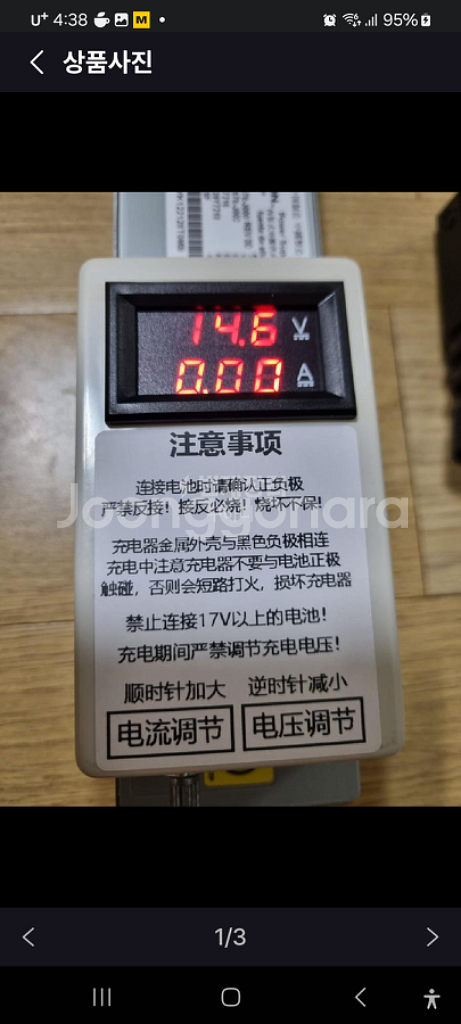 U+ 4:38 M • 95%
상품사진
14.6 V
0.00 A
注意事项
连接电池时请确认正负极
严禁反接！接反必烧！烧坏不保!
Joonggonara
充电器金属外壳与黑色负极相连
充电中注意充电器不要与电池正极
触碰，否则会短路打火，损坏充电器
禁止连接17V以上的电池！
充电期间严禁调节充电电压！
顺时针加大 逆时针减小
电流调节 电压调节
1/3